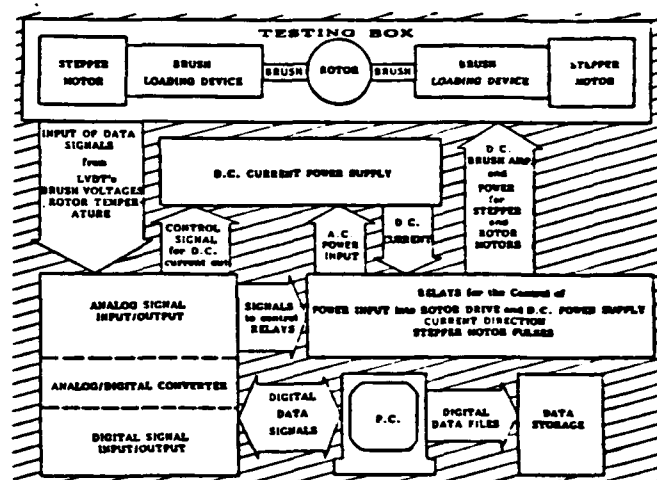 TESTING BOX
STEPPER
MOTOR
BRUSH
LOADING DEVICE
BRUSH
ROTOR
BRUSH
BRUSH
LOADING DEVICE
STEPPER
MOTOR
INPUT OF DATA
SIGNALS
from
LVDT's
BRUSH VOLTAGES
ROTOR TEMPER
ATURE
D.C. CURRENT POWER SUPPLY
D.C.
BRUSH AMP.
and
POWER
for
STEPPER
and
ROTOR
MOTORS
CONTROL
SIGNAL
for D.C.
current out
A.C.
POWER
INPUT
D.C.
CURRENT
ANALOG SIGNAL
INPUT/OUTPUT
SIGNALS
to control
RELAYS
RELAYS for the Control of
POWER INPUT into ROTOR DRIVE and D.C. POWER SUPPLY
CURRENT DIRECTION
STEPPER MOTOR PULSES
ANALOG/DIGITAL CONVERTER
DIGITAL SIGNAL
INPUT/OUTPUT
DIGITAL
DATA
SIGNALS
P.C.
DIGITAL
DATA FILES
DATA
STORAGE